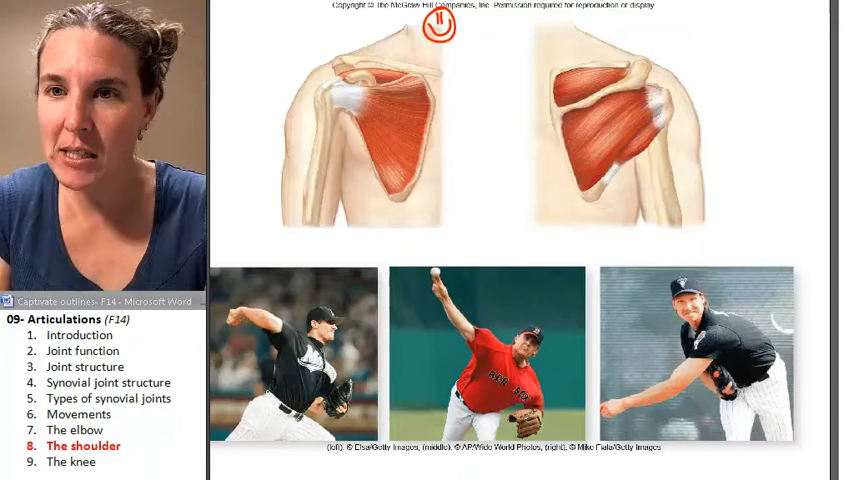 Copyright © The McGraw Hill Companies, Inc. Permission required for reproduction or display
Captivate outlines- F14 - Microsoft Word
09- Articulations (F14)
1. Introduction
2. Joint function
3. Joint structure
4. Synovial joint structure
5. Types of synovial joints
6. Movements
7. The elbow
8. The shoulder
9. The knee
RED SOX
(left): © Elsa/Getty Images, (middle): © AP/Wide World Photos, (right): © Mike Fiala/Getty Images